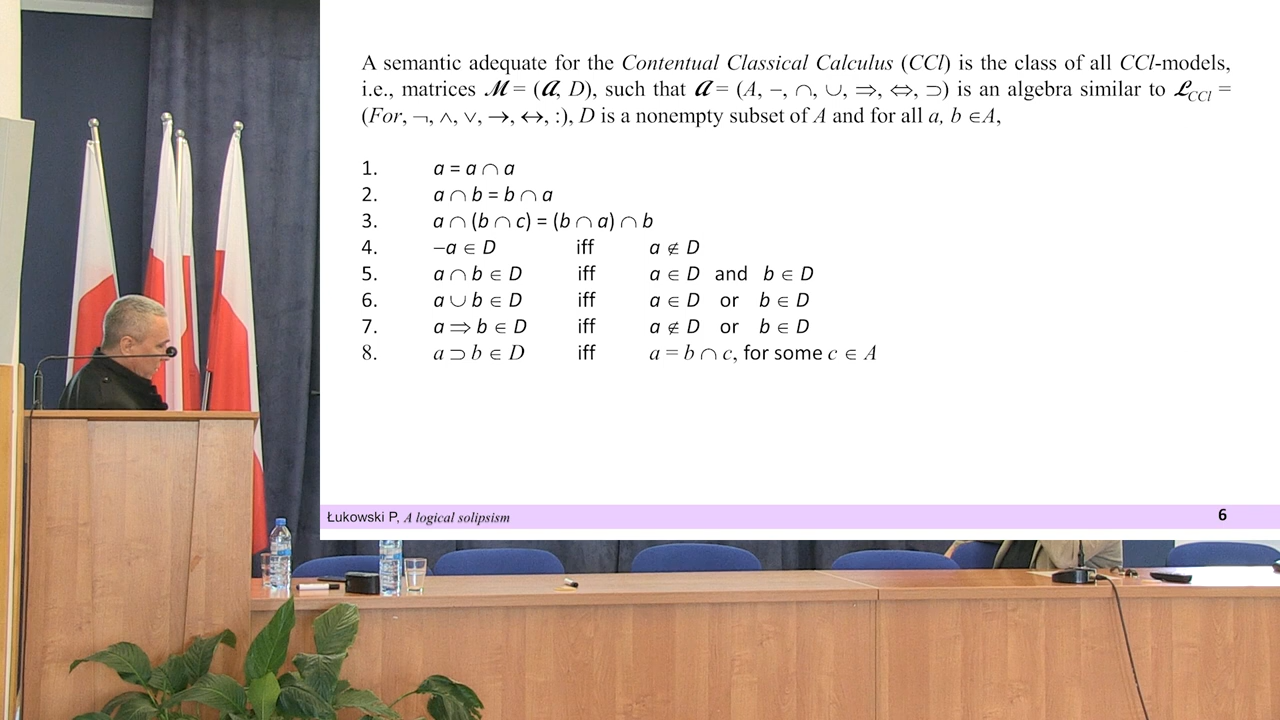 A semantic adequate for the Contentual Classical Calculus (CCl) is the class of all CCl-models,
i.e., matrices 𝓜 = (𝓐, D), such that 𝓐 = (A, −, ∩, ∪, ⇒, ⇔, ⊃) is an algebra similar to 𝓛CCl =
(For, ¬, ∧, ∨, →, ↔, :), D is a nonempty subset of A and for all a, b ∈A,
1. a = a ∩ a
2. a ∩ b = b ∩ a
3. a ∩ (b ∩ c) = (b ∩ a) ∩ b
4. −a ∈ D iff a ∉ D
5. a ∩ b ∈ D iff a ∈ D and b ∈ D
6. a ∪ b ∈ D iff a ∈ D or b ∈ D
7. a ⇒ b ∈ D iff a ∉ D or b ∈ D
8. a ⊃ b ∈ D iff a = b ∩ c, for some c ∈ A
Łukowski P, A logical solipsism 6